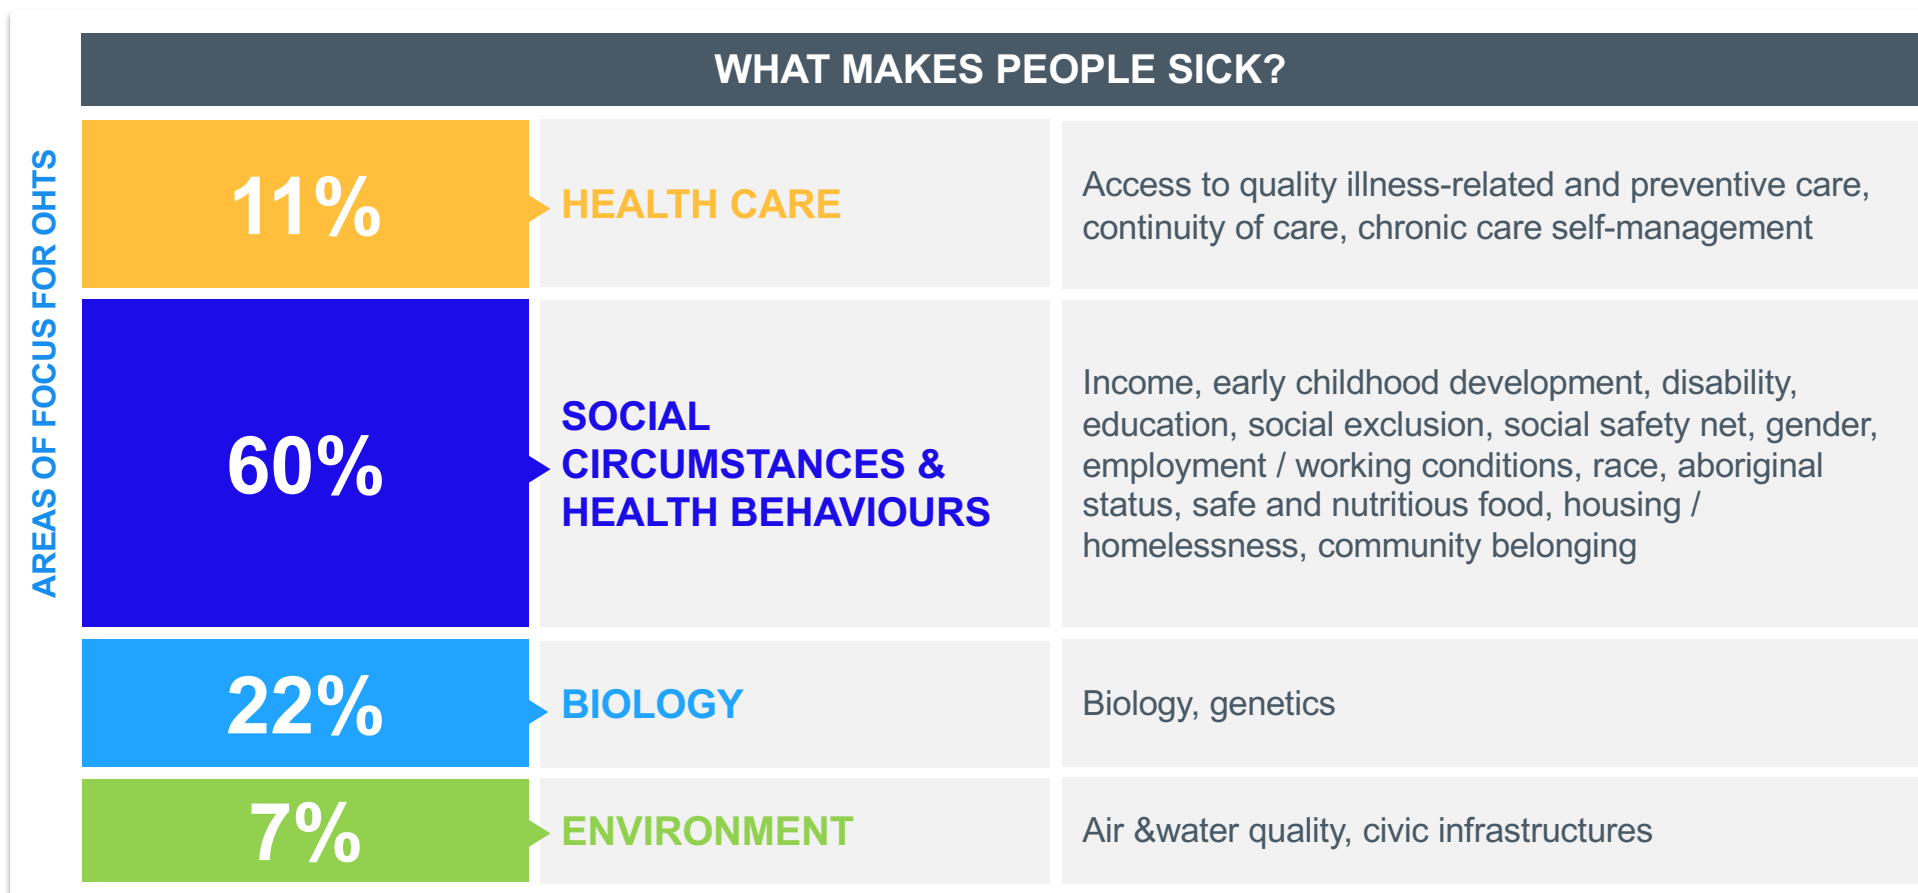 WHAT MAKES PEOPLE SICK?
AREAS OF FOCUS FOR OHTS
11%
HEALTH CARE
Access to quality illness-related and preventive care,
continuity of care, chronic care self-management
60%
SOCIAL
CIRCUMSTANCES &
HEALTH BEHAVIOURS
Income, early childhood development, disability,
education, social exclusion, social safety net, gender,
employment / working conditions, race, aboriginal
status, safe and nutritious food, housing /
homelessness, community belonging
22%
BIOLOGY
Biology, genetics
7%
ENVIRONMENT
Air &water quality, civic infrastructures